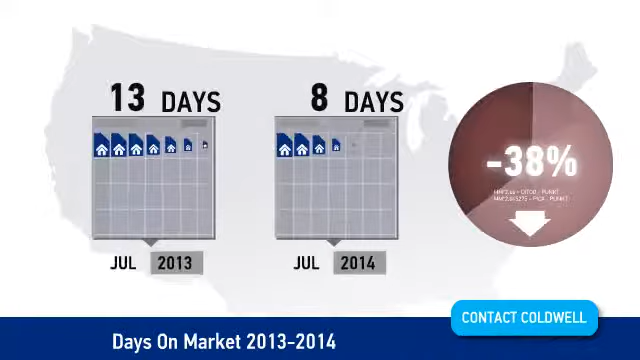 13 DAYS
8 DAYS
-38%
JUL 2013
JUL 2014
CONTACT COLDWELL
Days On Market 2013-2014